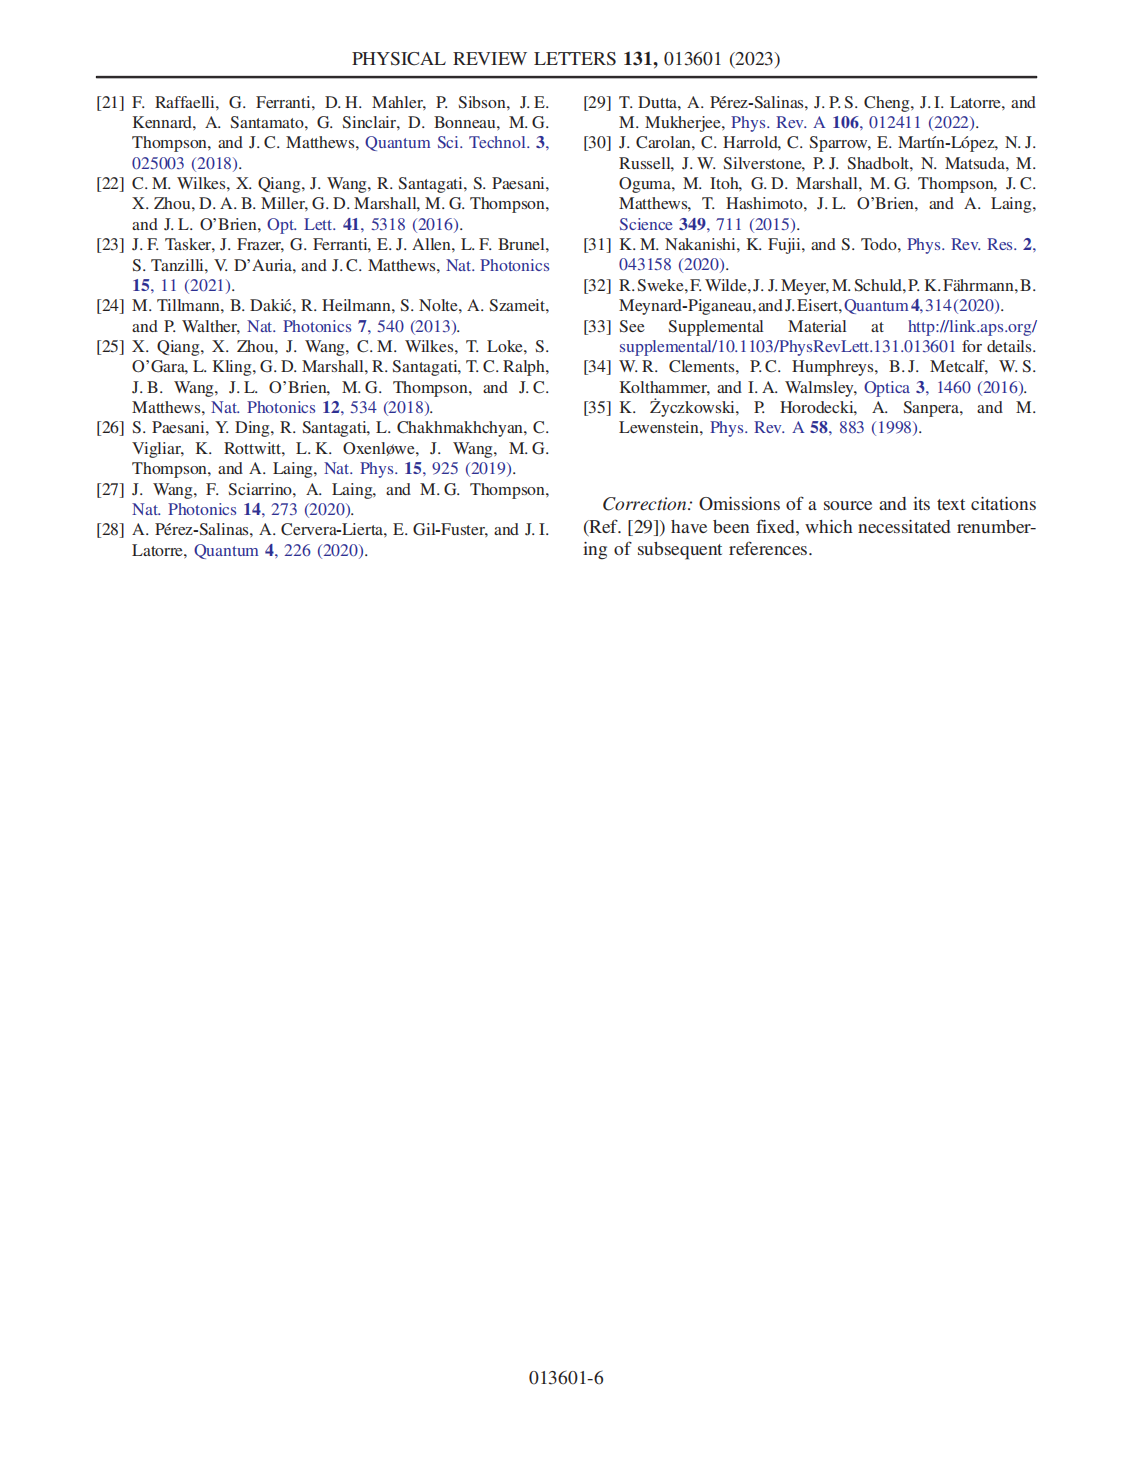 PHYSICAL REVIEW LETTERS 131, 013601 (2023)
[21] F. Raffaelli, G. Ferranti, D. H. Mahler, P. Sibson, J. E.
Kennard, A. Santamato, G. Sinclair, D. Bonneau, M. G.
Thompson, and J. C. Matthews, Quantum Sci. Technol. 3,
025003 (2018).
[22] C. M. Wilkes, X. Qiang, J. Wang, R. Santagati, S. Paesani,
X. Zhou, D. A. B. Miller, G. D. Marshall, M. G. Thompson,
and J. L. O’Brien, Opt. Lett. 41, 5318 (2016).
[23] J. F. Tasker, J. Frazer, G. Ferranti, E. J. Allen, L. F. Brunel,
S. Tanzilli, V. D’Auria, and J. C. Matthews, Nat. Photonics
15, 11 (2021).
[24] M. Tillmann, B. Dakić, R. Heilmann, S. Nolte, A. Szameit,
and P. Walther, Nat. Photonics 7, 540 (2013).
[25] X. Qiang, X. Zhou, J. Wang, C. M. Wilkes, T. Loke, S.
O’Gara, L. Kling, G. D. Marshall, R. Santagati, T. C. Ralph,
J. B. Wang, J. L. O’Brien, M. G. Thompson, and J. C.
Matthews, Nat. Photonics 12, 534 (2018).
[26] S. Paesani, Y. Ding, R. Santagati, L. Chakhmakhchyan, C.
Vigliar, K. Rottwitt, L. K. Oxenløwe, J. Wang, M. G.
Thompson, and A. Laing, Nat. Phys. 15, 925 (2019).
[27] J. Wang, F. Sciarrino, A. Laing, and M. G. Thompson,
Nat. Photonics 14, 273 (2020).
[28] A. Pérez-Salinas, A. Cervera-Lierta, E. Gil-Fuster, and J. I.
Latorre, Quantum 4, 226 (2020).
[29] T. Dutta, A. Pérez-Salinas, J. P. S. Cheng, J. I. Latorre, and
M. Mukherjee, Phys. Rev. A 106, 012411 (2022).
[30] J. Carolan, C. Harrold, C. Sparrow, E. Martín-López, N. J.
Russell, J. W. Silverstone, P. J. Shadbolt, N. Matsuda, M.
Oguma, M. Itoh, G. D. Marshall, M. G. Thompson, J. C.
Matthews, T. Hashimoto, J. L. O’Brien, and A. Laing,
Science 349, 711 (2015).
[31] K. M. Nakanishi, K. Fujii, and S. Todo, Phys. Rev. Res. 2,
043158 (2020).
[32] R. Sweke, F. Wilde, J. J. Meyer, M. Schuld, P. K. Fährmann, B.
Meynard-Piganeau, and J. Eisert, Quantum 4, 314 (2020).
[33] See Supplemental Material at http://link.aps.org/
supplemental/10.1103/PhysRevLett.131.013601 for details.
[34] W. R. Clements, P. C. Humphreys, B. J. Metcalf, W. S.
Kolthammer, and I. A. Walmsley, Optica 3, 1460 (2016).
[35] K. Życzkowski, P. Horodecki, A. Sanpera, and M.
Lewenstein, Phys. Rev. A 58, 883 (1998).
Correction: Omissions of a source and its text citations
(Ref. [29]) have been fixed, which necessitated renumber-
ing of subsequent references.
013601-6